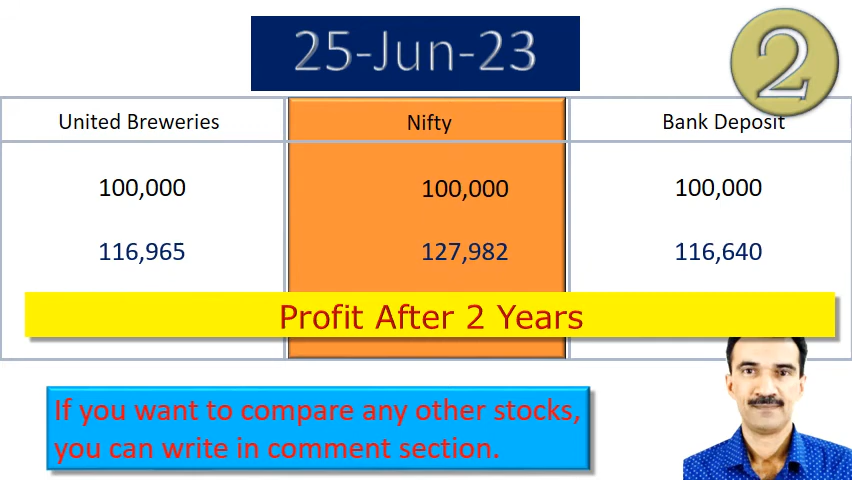 25-Jun-23
2
United Breweries
Nifty
Bank Deposit
100,000
100,000
100,000
116,965
127,982
116,640
Profit After 2 Years
If you want to compare any other stocks,
you can write in comment section.